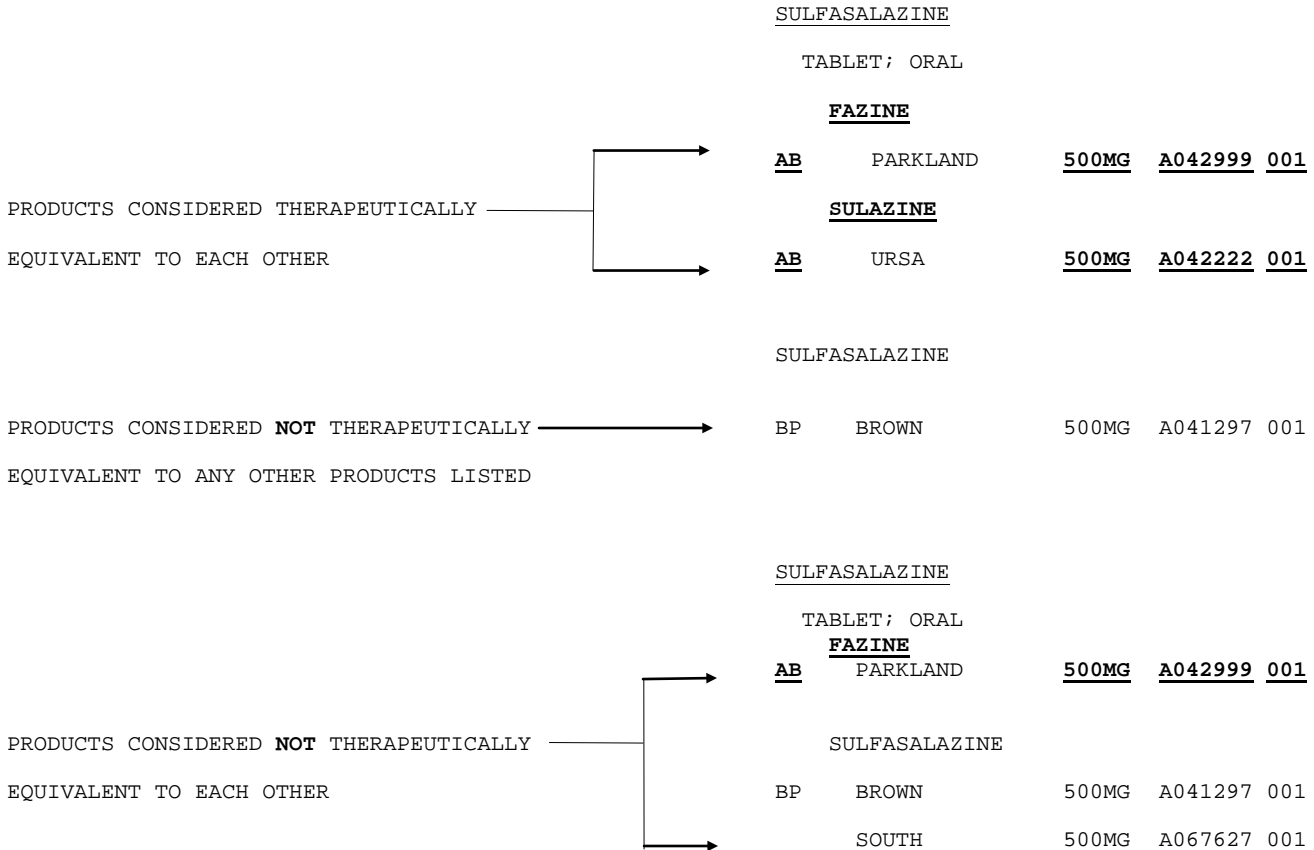 SULFASALAZINE
TABLET; ORAL
FAZINE
AB PARKLAND 500MG A042999 001
PRODUCTS CONSIDERED THERAPEUTICALLY SULAZINE
EQUIVALENT TO EACH OTHER AB URSA 500MG A042222 001
SULFASALAZINE
PRODUCTS CONSIDERED NOT THERAPEUTICALLY BP BROWN 500MG A041297 001
EQUIVALENT TO ANY OTHER PRODUCTS LISTED
SULFASALAZINE
TABLET; ORAL
FAZINE
AB PARKLAND 500MG A042999 001
PRODUCTS CONSIDERED NOT THERAPEUTICALLY SULFASALAZINE
EQUIVALENT TO EACH OTHER BP BROWN 500MG A041297 001
SOUTH 500MG A067627 001